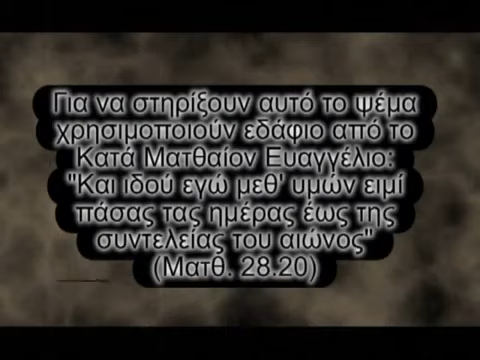 Για να στηρίξουν αυτό το ψέμα
χρησιμοποιούν εδάφιο από το
Κατά Ματθαίον Ευαγγέλιο:
"Και ιδού εγώ μεθ' υμών ειμί
πάσας τας ημέρας έως της
συντελείας του αιώνος"
(Ματθ. 28.20)